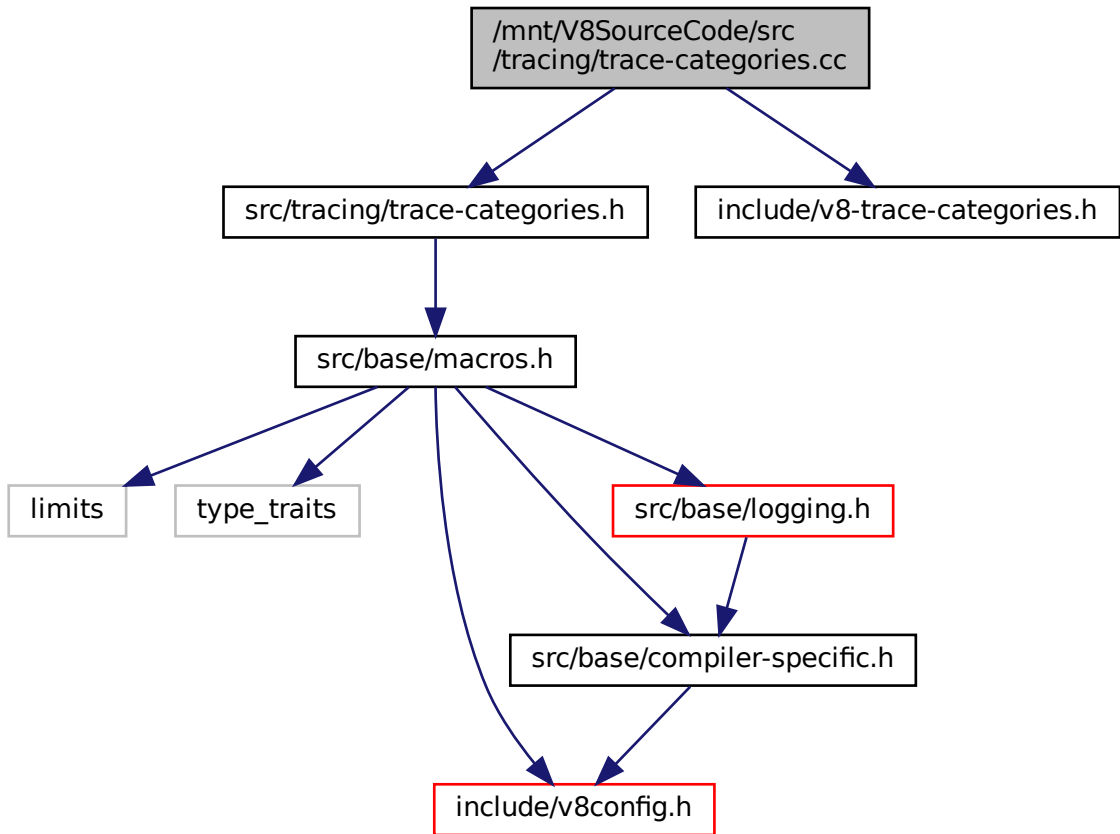 /mnt/V8SourceCode/src
/tracing/trace-categories.cc
src/tracing/trace-categories.h
include/v8-trace-categories.h
src/base/macros.h
limits
type_traits
src/base/logging.h
src/base/compiler-specific.h
include/v8config.h